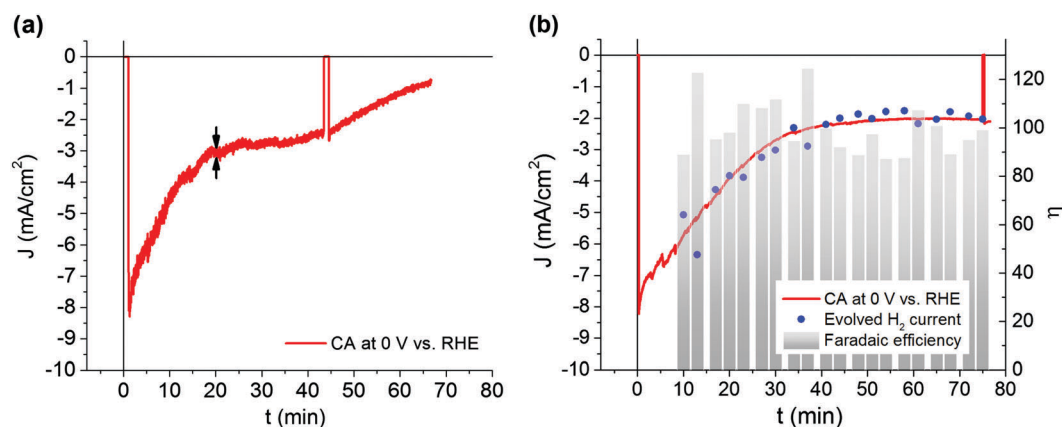 (a)
0
-1
-2
-3
-4
-5
-6
-7
-8
-9
-10
J (mA/cm²)
CA at 0 V vs. RHE
0 10 20 30 40 50 60 70 80
t (min)
(b)
0
-1
-2
-3
-4
-5
-6
-7
-8
-9
-10
J (mA/cm²)
120
100
80
60
40
20
0
η
CA at 0 V vs. RHE
Evolved H₂ current
Faradaic efficiency
0 10 20 30 40 50 60 70 80
t (min)